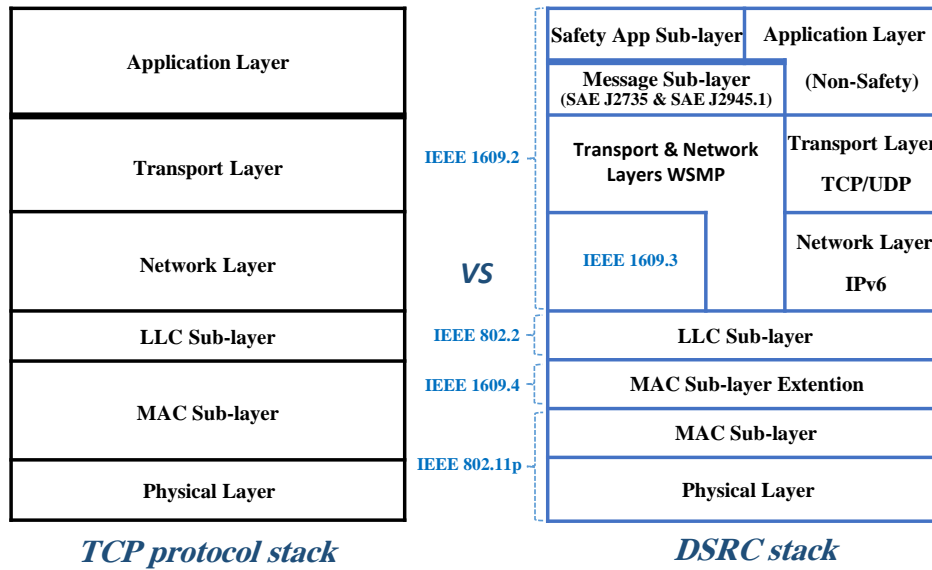 Application Layer
Transport Layer
Network Layer
LLC Sub-layer
MAC Sub-layer
Physical Layer
TCP protocol stack
VS
IEEE 1609.2
IEEE 802.2
IEEE 1609.4
IEEE 802.11p
Safety App Sub-layer
Application Layer
(Non-Safety)
Message Sub-layer
(SAE J2735 & SAE J2945.1)
Transport & Network
Layers WSMP
Transport Layer
TCP/UDP
IEEE 1609.3
Network Layer
IPv6
LLC Sub-layer
MAC Sub-layer Extention
MAC Sub-layer
Physical Layer
DSRC stack